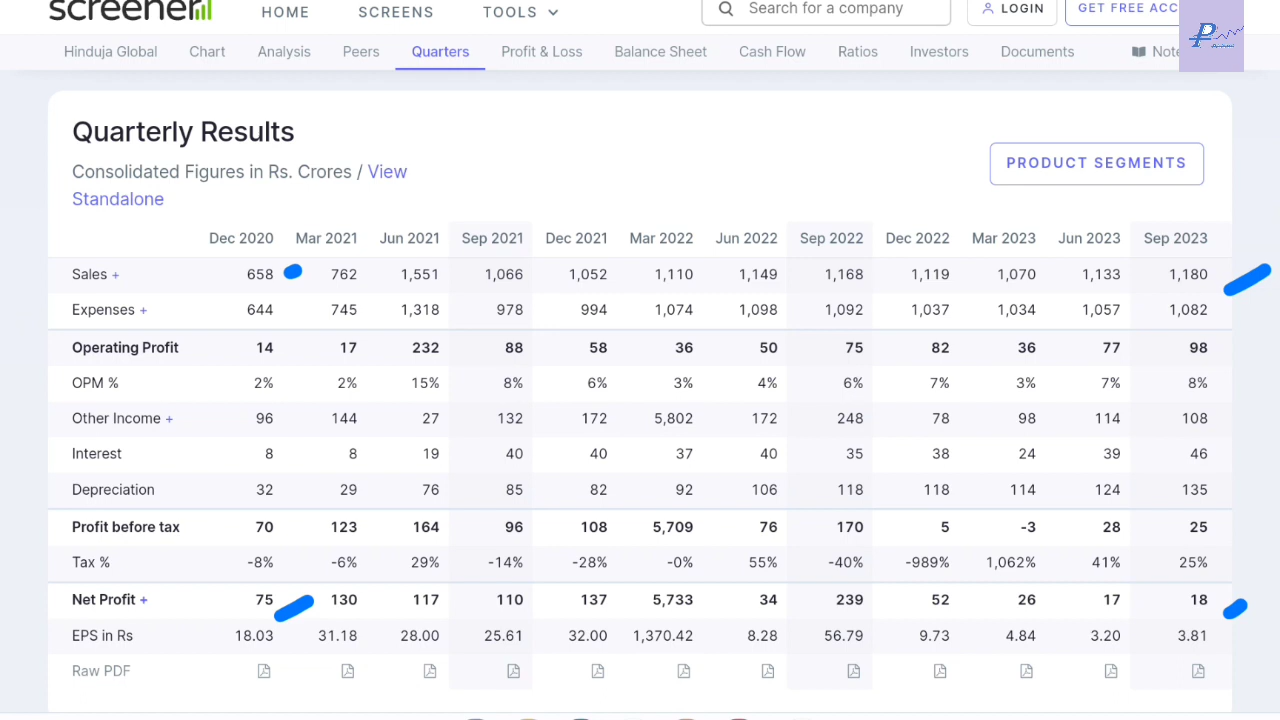 screener
HOME SCREENS TOOLS Search for a company LOGIN GET FREE ACC
Hinduja Global Chart Analysis Peers Quarters Profit & Loss Balance Sheet Cash Flow Ratios Investors Documents Note
Quarterly Results
Consolidated Figures in Rs. Crores / View
Standalone
PRODUCT SEGMENTS
Dec 2020 Mar 2021 Jun 2021 Sep 2021 Dec 2021 Mar 2022 Jun 2022 Sep 2022 Dec 2022 Mar 2023 Jun 2023 Sep 2023
Sales + 658 762 1,551 1,066 1,052 1,110 1,149 1,168 1,119 1,070 1,133 1,180
Expenses + 644 745 1,318 978 994 1,074 1,098 1,092 1,037 1,034 1,057 1,082
Operating Profit 14 17 232 88 58 36 50 75 82 36 77 98
OPM % 2% 2% 15% 8% 6% 3% 4% 6% 7% 3% 7% 8%
Other Income + 96 144 27 132 172 5,802 172 248 78 98 114 108
Interest 8 8 19 40 40 37 40 35 38 24 39 46
Depreciation 32 29 76 85 82 92 106 118 118 114 124 135
Profit before tax 70 123 164 96 108 5,709 76 170 5 -3 28 25
Tax % -8% -6% 29% -14% -28% -0% 55% -40% -989% 1,062% 41% 25%
Net Profit + 75 130 117 110 137 5,733 34 239 52 26 17 18
EPS in Rs 18.03 31.18 28.00 25.61 32.00 1,370.42 8.28 56.79 9.73 4.84 3.20 3.81
Raw PDF